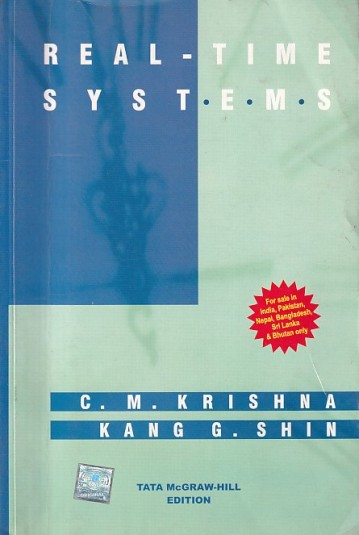 REAL-TIME
SYST.E.M.S
For sale in
India, Pakistan,
Nepal, Bangladesh,
Sri Lanka
& Bhutan only
C. M. KRISHNA
KANG G. SHIN
TATA McGRAW-HILL
EDITION